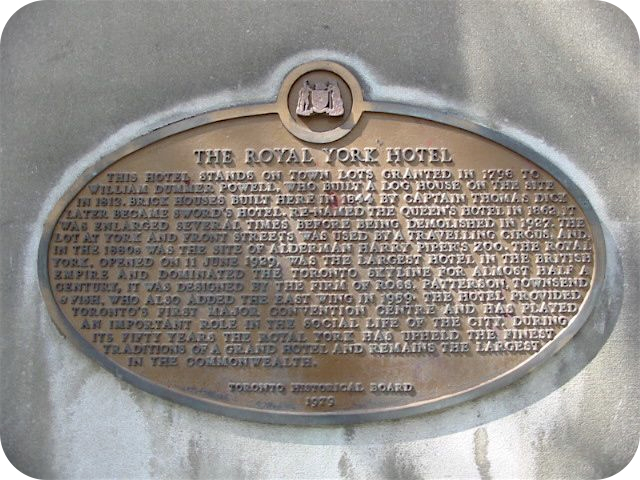 THE ROYAL YORK HOTEL
THIS HOTEL STANDS ON TOWN LOTS GRANTED IN 1796 TO
WILLIAM DUMMER POWELL, WHO BUILT A LOG HOUSE ON THE SITE
IN 1812. BRICK HOUSES BUILT HERE IN 1844 BY CAPTAIN THOMAS DICK
LATER BECAME SWORD'S HOTEL. RE-NAMED THE QUEEN'S HOTEL IN 1862, IT
WAS ENLARGED SEVERAL TIMES BEFORE BEING DEMOLISHED IN 1927. THE
LOT AT YORK AND FRONT STREETS WAS USED BY A TRAVELLING CIRCUS, AND,
IN THE 1880s WAS THE SITE OF ALDERMAN HARRY PIPER'S ZOO. THE ROYAL
YORK, OPENED ON 11 JUNE 1929, WAS THE LARGEST HOTEL IN THE BRITISH
EMPIRE AND DOMINATED THE TORONTO SKYLINE FOR ALMOST HALF A
CENTURY, IT WAS DESIGNED BY THE FIRM OF ROSS, PATTERSON, TOWNSEND
& FISH, WHO ALSO ADDED THE EAST WING IN 1959. THE HOTEL PROVIDED
TORONTO'S FIRST MAJOR CONVENTION CENTRE AND HAS PLAYED
AN IMPORTANT ROLE IN THE SOCIAL LIFE OF THE CITY. DURING
ITS FIFTY YEARS THE ROYAL YORK HAS UPHELD THE FINEST
TRADITIONS OF A GRAND HOTEL AND REMAINS THE LARGEST
IN THE COMMONWEALTH.
TORONTO HISTORICAL BOARD
1979